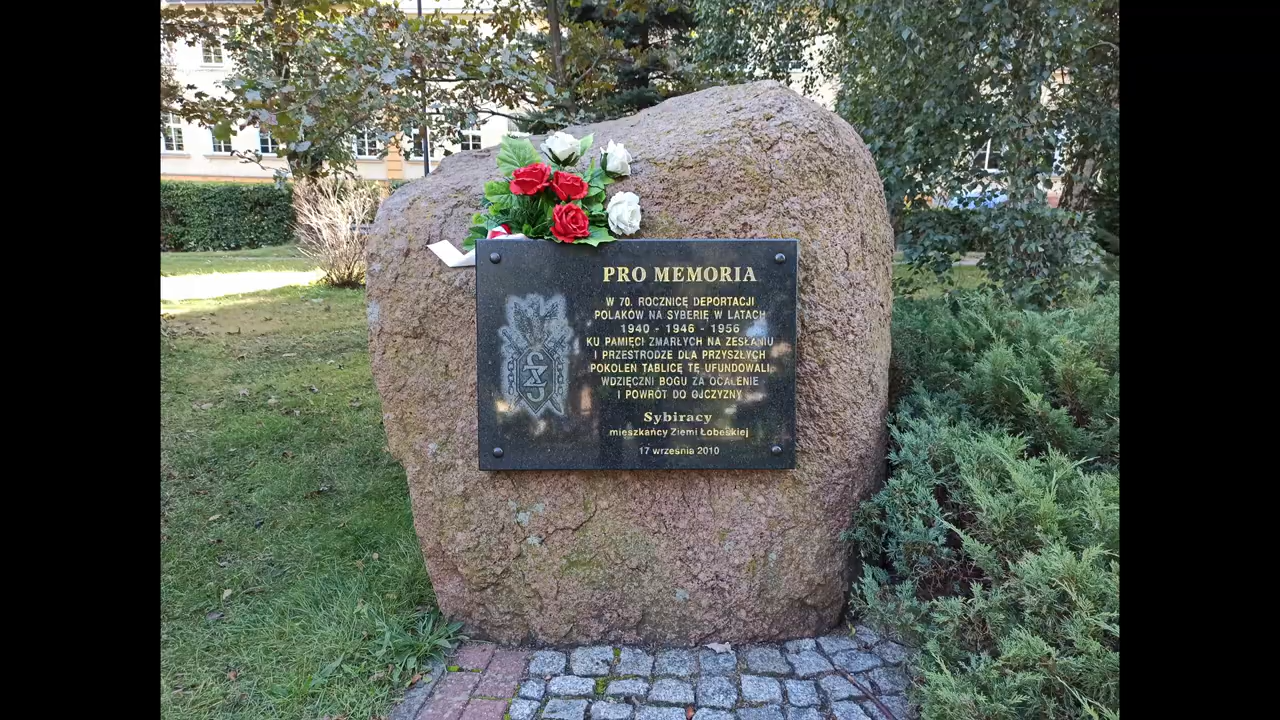 PRO MEMORIA
W 70. ROCZNICĘ DEPORTACJI
POLAKÓW NA SYBERIĘ W LATACH
1940 - 1946 - 1956
KU PAMIĘCI ZMARŁYCH NA ZESŁANIU
I PRZESTRODZE DLA PRZYSZŁYCH
POKOLEŃ TABLICĘ TĘ UFUNDOWALI
WDZIĘCZNI BOGU ZA OCALENIE
I POWRÓT DO OJCZYZNY
Sybiracy
mieszkańcy Ziemi Łobeskiej
17 września 2010